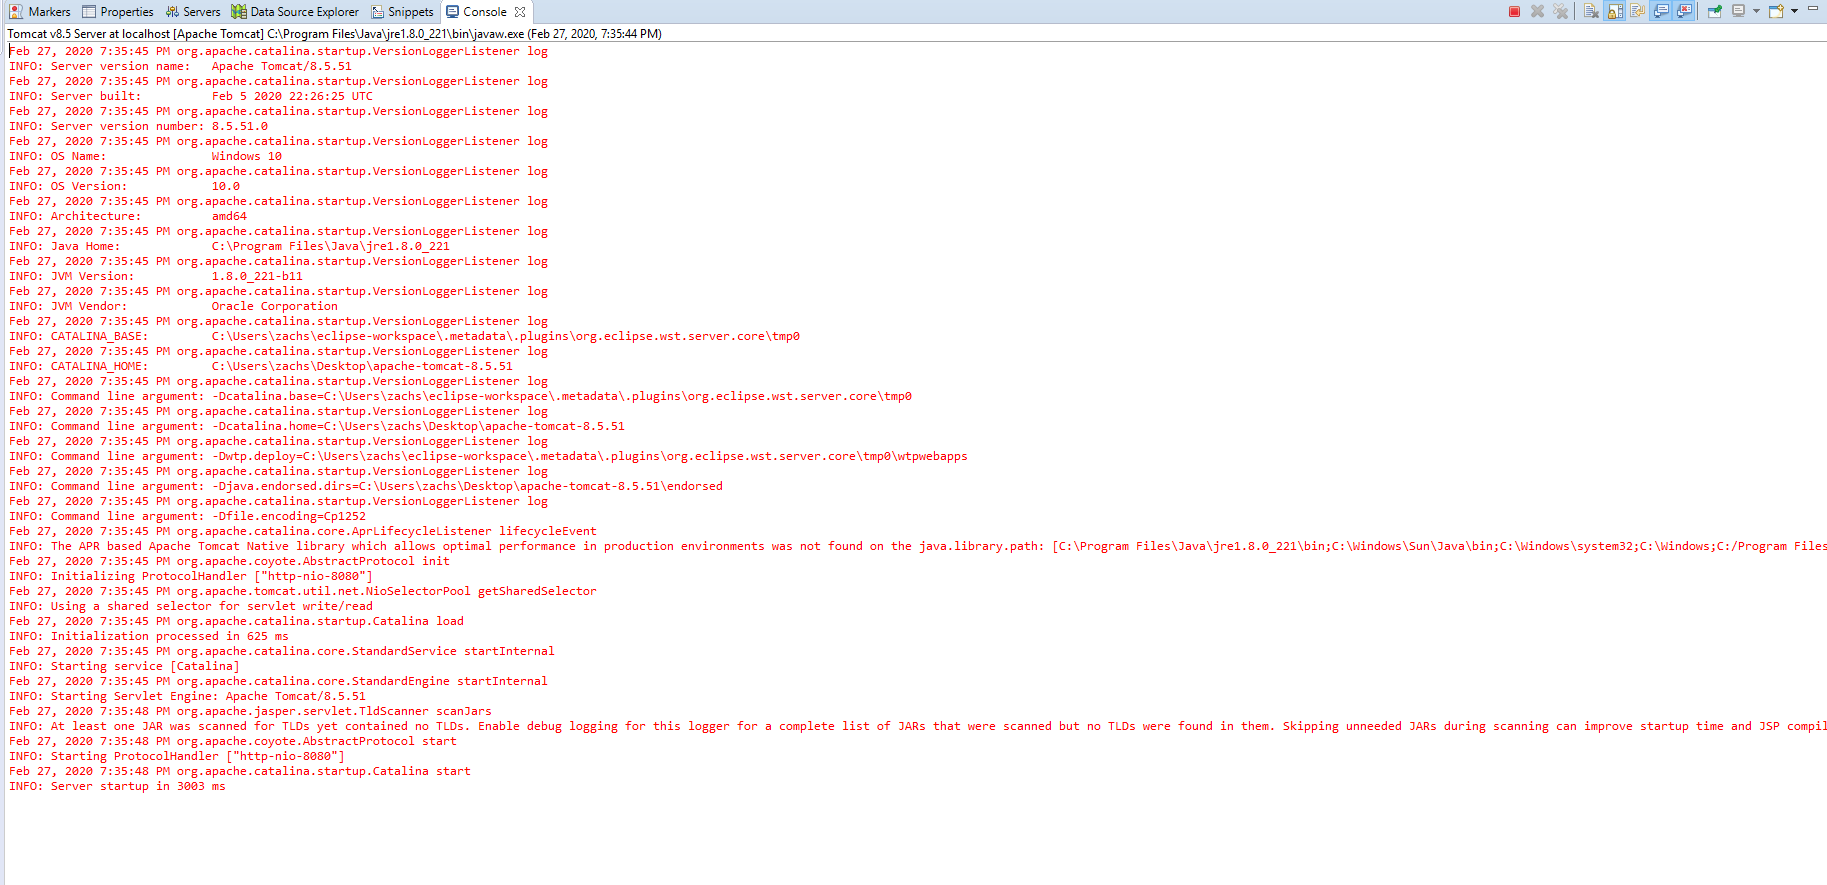 Markers Properties Servers Data Source Explorer Snippets Console
Tomcat v8.5 Server at localhost [Apache Tomcat] C:\Program Files\Java\jre1.8.0_221\bin\javaw.exe (Feb 27, 2020, 7:35:44 PM)
Feb 27, 2020 7:35:45 PM org.apache.catalina.startup.VersionLoggerListener log
INFO: Server version name:   Apache Tomcat/8.5.51
Feb 27, 2020 7:35:45 PM org.apache.catalina.startup.VersionLoggerListener log
INFO: Server built:          Feb 5 2020 22:26:25 UTC
Feb 27, 2020 7:35:45 PM org.apache.catalina.startup.VersionLoggerListener log
INFO: Server version number: 8.5.51.0
Feb 27, 2020 7:35:45 PM org.apache.catalina.startup.VersionLoggerListener log
INFO: OS Name:               Windows 10
Feb 27, 2020 7:35:45 PM org.apache.catalina.startup.VersionLoggerListener log
INFO: OS Version:            10.0
Feb 27, 2020 7:35:45 PM org.apache.catalina.startup.VersionLoggerListener log
INFO: Architecture:          amd64
Feb 27, 2020 7:35:45 PM org.apache.catalina.startup.VersionLoggerListener log
INFO: Java Home:             C:\Program Files\Java\jre1.8.0_221
Feb 27, 2020 7:35:45 PM org.apache.catalina.startup.VersionLoggerListener log
INFO: JVM Version:           1.8.0_221-b11
Feb 27, 2020 7:35:45 PM org.apache.catalina.startup.VersionLoggerListener log
INFO: JVM Vendor:            Oracle Corporation
Feb 27, 2020 7:35:45 PM org.apache.catalina.startup.VersionLoggerListener log
INFO: CATALINA_BASE:         C:\Users\zachs\eclipse-workspace\.metadata\.plugins\org.eclipse.wst.server.core\tmp0
Feb 27, 2020 7:35:45 PM org.apache.catalina.startup.VersionLoggerListener log
INFO: CATALINA_HOME:         C:\Users\zachs\Desktop\apache-tomcat-8.5.51
Feb 27, 2020 7:35:45 PM org.apache.catalina.startup.VersionLoggerListener log
INFO: Command line argument: -Dcatalina.base=C:\Users\zachs\eclipse-workspace\.metadata\.plugins\org.eclipse.wst.server.core\tmp0
Feb 27, 2020 7:35:45 PM org.apache.catalina.startup.VersionLoggerListener log
INFO: Command line argument: -Dcatalina.home=C:\Users\zachs\Desktop\apache-tomcat-8.5.51
Feb 27, 2020 7:35:45 PM org.apache.catalina.startup.VersionLoggerListener log
INFO: Command line argument: -Dwtp.deploy=C:\Users\zachs\eclipse-workspace\.metadata\.plugins\org.eclipse.wst.server.core\tmp0\wtpwebapps
Feb 27, 2020 7:35:45 PM org.apache.catalina.startup.VersionLoggerListener log
INFO: Command line argument: -Djava.endorsed.dirs=C:\Users\zachs\Desktop\apache-tomcat-8.5.51\endorsed
Feb 27, 2020 7:35:45 PM org.apache.catalina.startup.VersionLoggerListener log
INFO: Command line argument: -Dfile.encoding=Cp1252
Feb 27, 2020 7:35:45 PM org.apache.catalina.core.AprLifecycleListener lifecycleEvent
INFO: The APR based Apache Tomcat Native library which allows optimal performance in production environments was not found on the java.library.path: [C:\Program Files\Java\jre1.8.0_221\bin;C:\Windows\Sun\Java\bin;C:\Windows\system32;C:\Windows;C:/Program Files
Feb 27, 2020 7:35:45 PM org.apache.coyote.AbstractProtocol init
INFO: Initializing ProtocolHandler ["http-nio-8080"]
Feb 27, 2020 7:35:45 PM org.apache.tomcat.util.net.NioSelectorPool getSharedSelector
INFO: Using a shared selector for servlet write/read
Feb 27, 2020 7:35:45 PM org.apache.catalina.startup.Catalina load
INFO: Initialization processed in 625 ms
Feb 27, 2020 7:35:45 PM org.apache.catalina.core.StandardService startInternal
INFO: Starting service [Catalina]
Feb 27, 2020 7:35:45 PM org.apache.catalina.core.StandardEngine startInternal
INFO: Starting Servlet Engine: Apache Tomcat/8.5.51
Feb 27, 2020 7:35:48 PM org.apache.jasper.servlet.TldScanner scanJars
INFO: At least one JAR was scanned for TLDs yet contained no TLDs. Enable debug logging for this logger for a complete list of JARs that were scanned but no TLDs were found in them. Skipping unneeded JARs during scanning can improve startup time and JSP compil
Feb 27, 2020 7:35:48 PM org.apache.coyote.AbstractProtocol start
INFO: Starting ProtocolHandler ["http-nio-8080"]
Feb 27, 2020 7:35:48 PM org.apache.catalina.startup.Catalina start
INFO: Server startup in 3003 ms